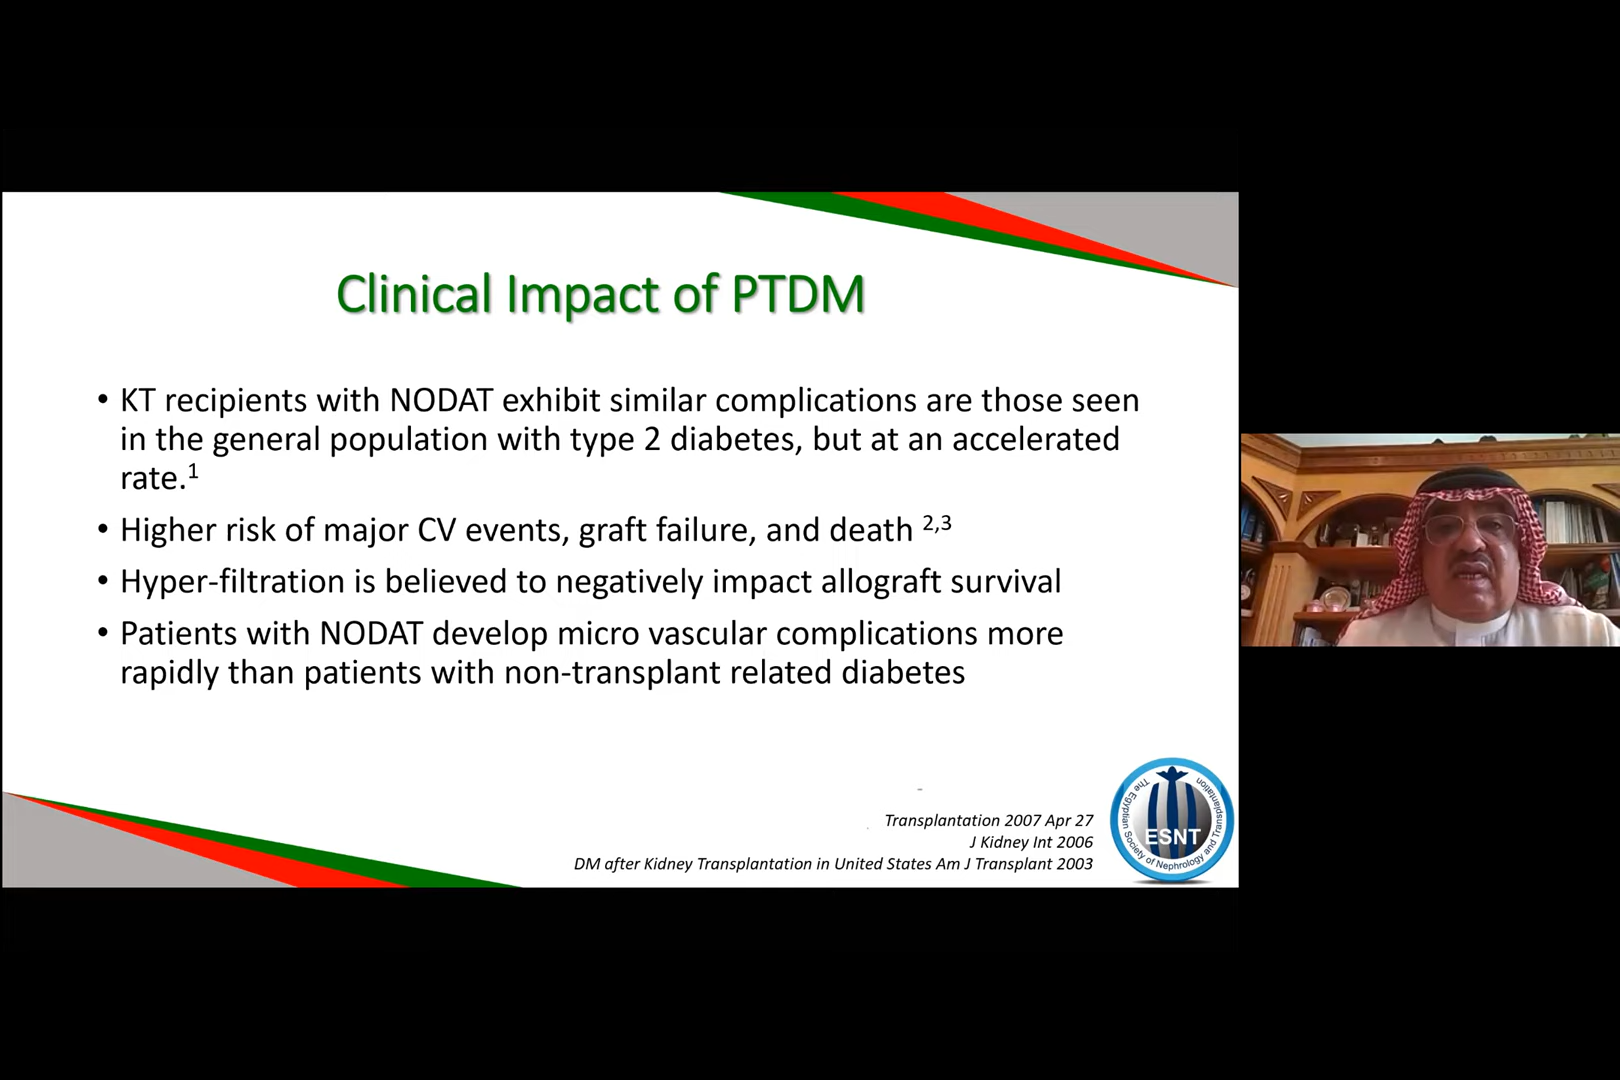 Clinical Impact of PTDM
• KT recipients with NODAT exhibit similar complications are those seen
in the general population with type 2 diabetes, but at an accelerated
rate.1
• Higher risk of major CV events, graft failure, and death 2,3
• Hyper-filtration is believed to negatively impact allograft survival
• Patients with NODAT develop micro vascular complications more
rapidly than patients with non-transplant related diabetes
Transplantation 2007 Apr 27
J Kidney Int 2006
DM after Kidney Transplantation in United States Am J Transplant 2003
The Egyptian Society of Nephrology and Transplantation
ESNT